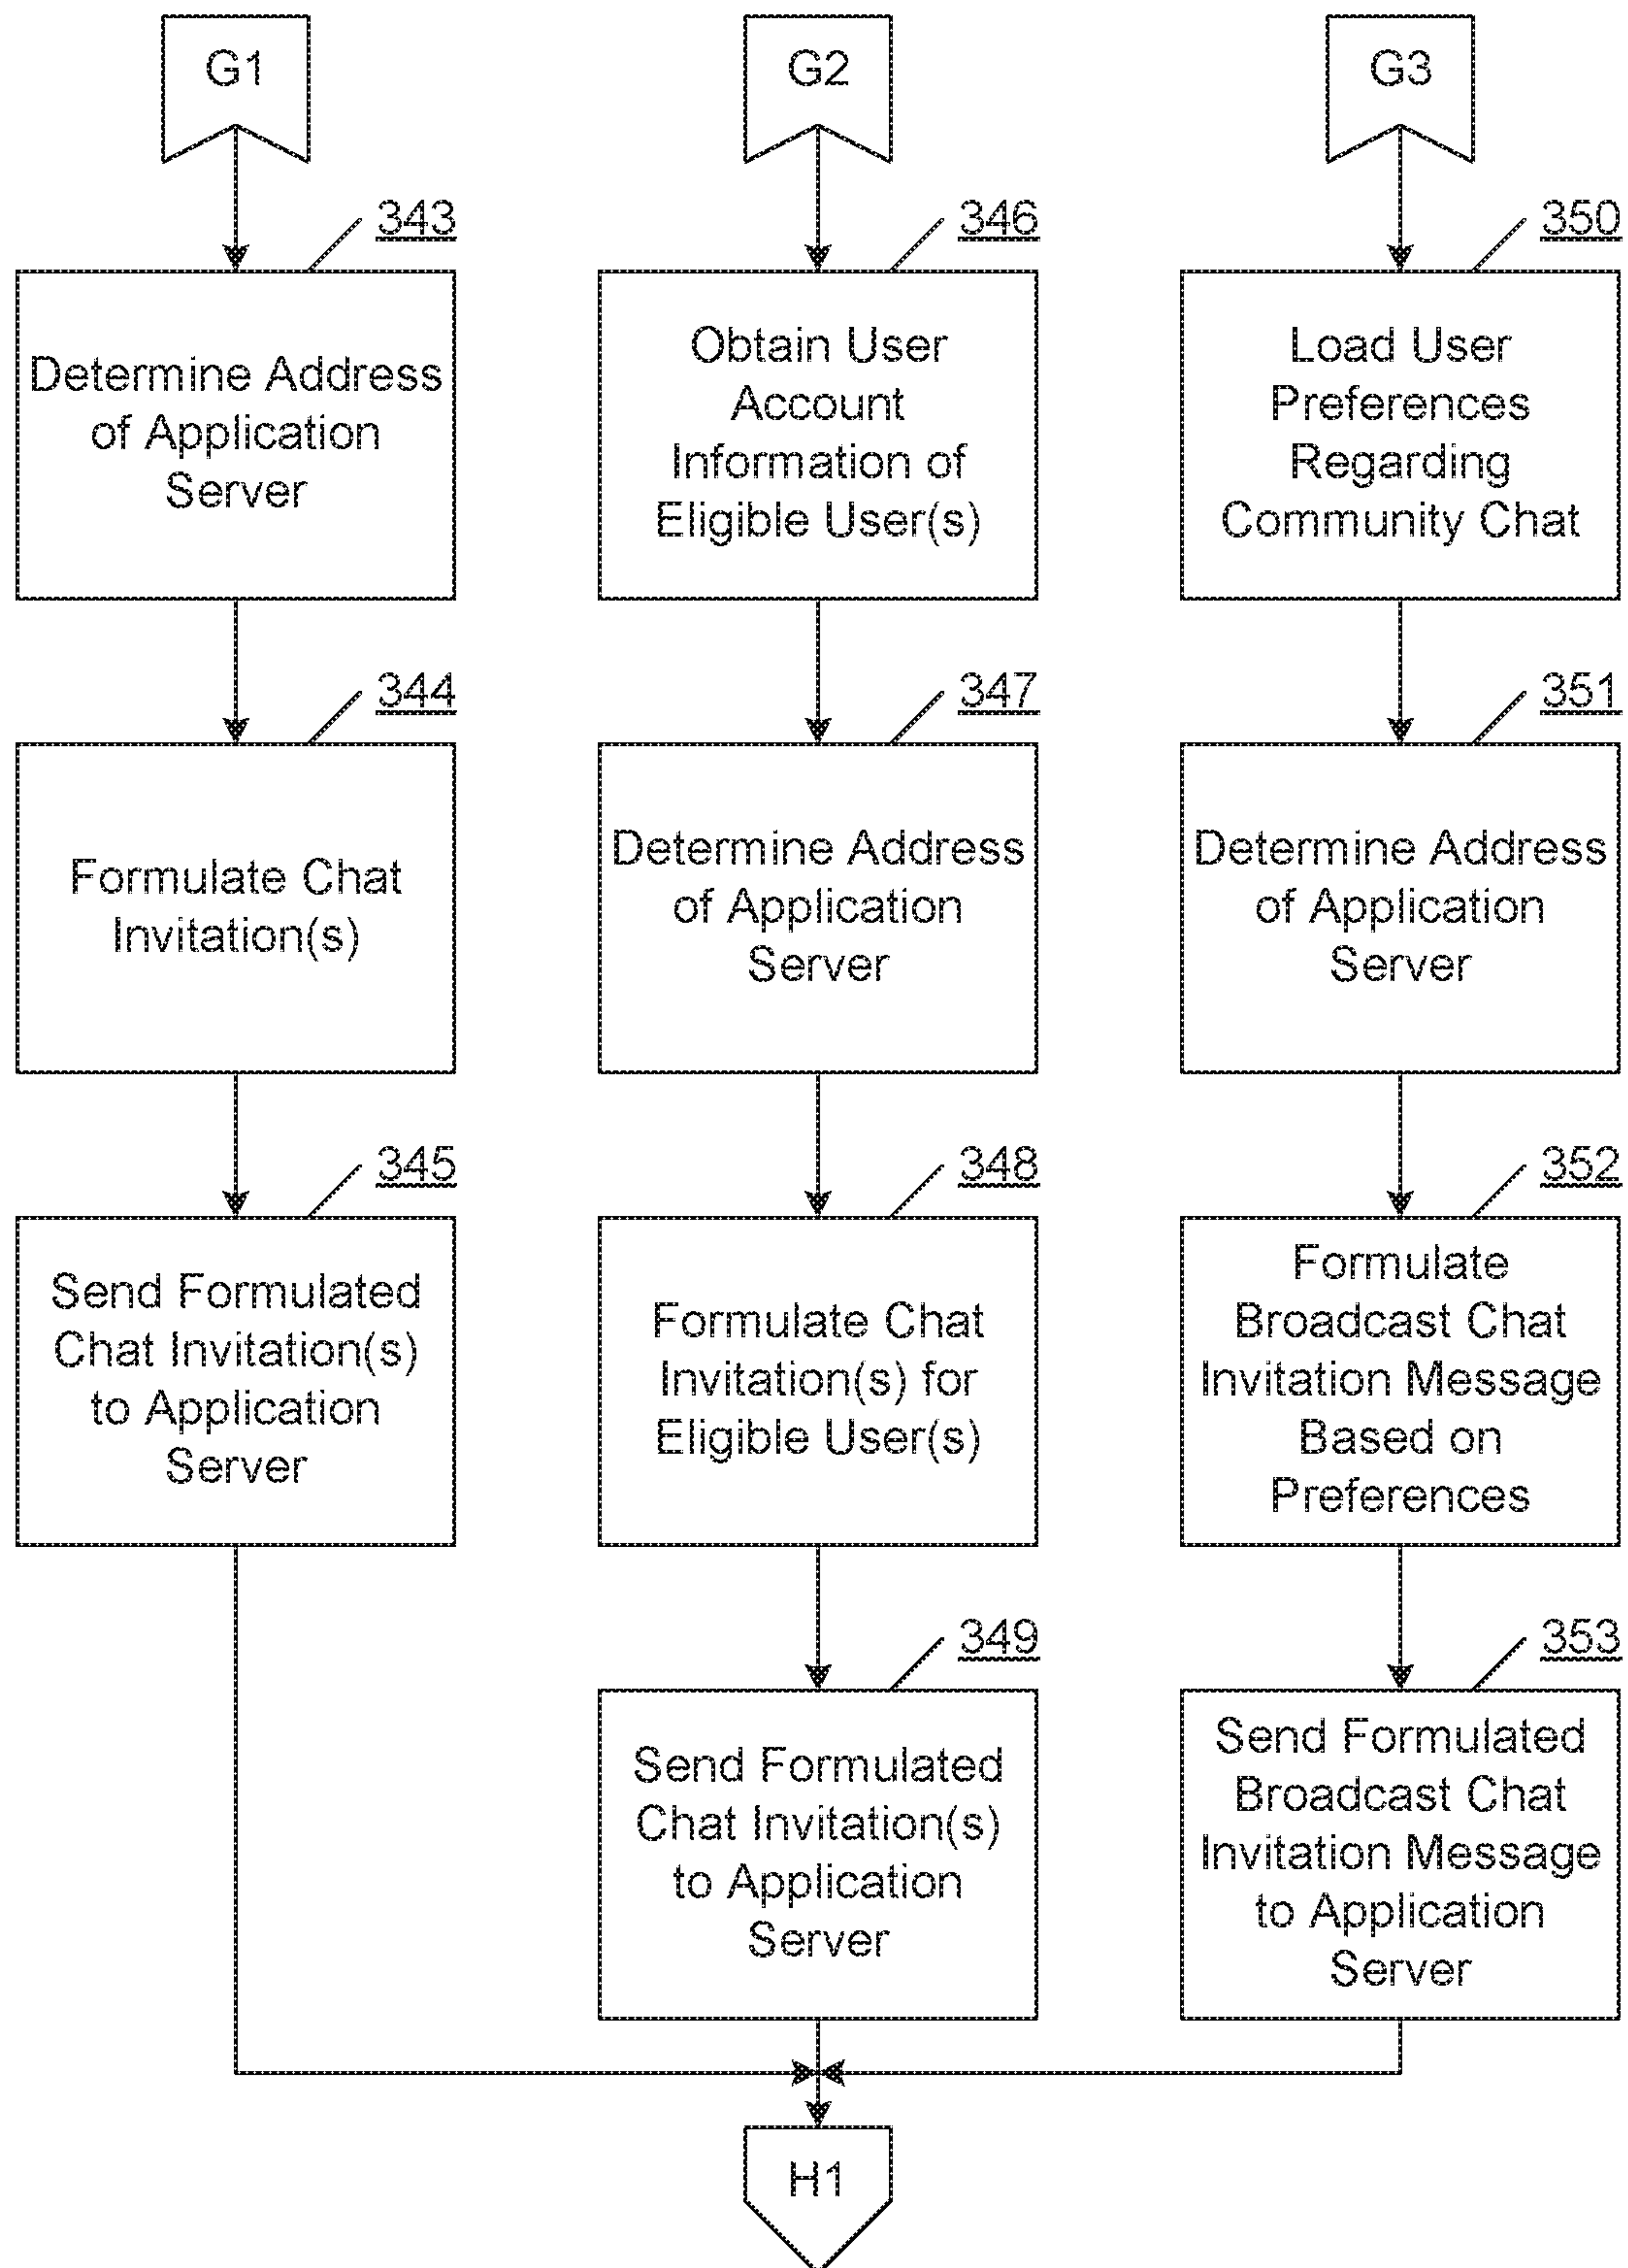 G1
G2
G3
343
346
350
Determine Address
of Application
Server
Obtain User
Account
Information of
Eligible User(s)
Load User
Preferences
Regarding
Community Chat
344
347
351
Formulate Chat
Invitation(s)
Determine Address
of Application
Server
Determine Address
of Application
Server
345
348
352
Send Formulated
Chat Invitation(s)
to Application
Server
Formulate Chat
Invitation(s) for
Eligible User(s)
Formulate
Broadcast Chat
Invitation Message
Based on
Preferences
349
353
Send Formulated
Chat Invitation(s)
to Application
Server
Send Formulated
Broadcast Chat
Invitation Message
to Application
Server
H1